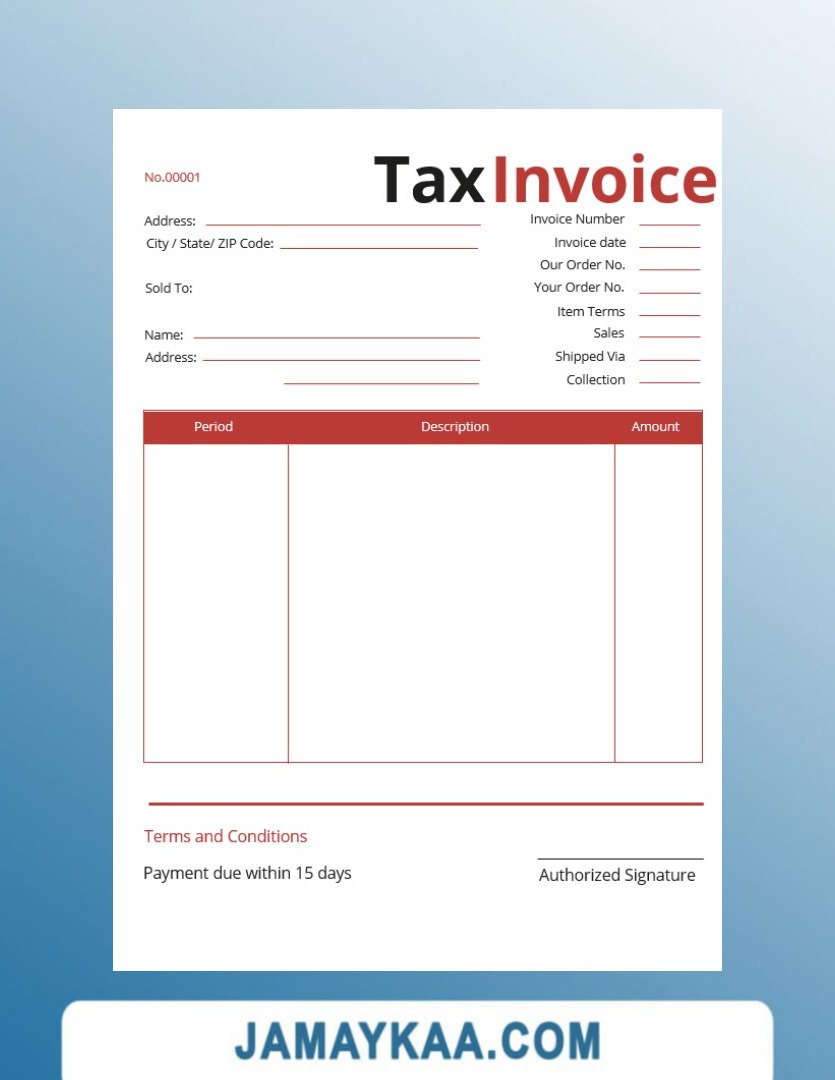 Tax Invoice
No.00001
Address:
City / State/ ZIP Code:
Sold To:
Name:
Address:
Invoice Number
Invoice date
Our Order No.
Your Order No.
Item Terms
Sales
Shipped Via
Collection
Period Description Amount
Terms and Conditions
Payment due within 15 days
Authorized Signature
JAMAYKAA.COM